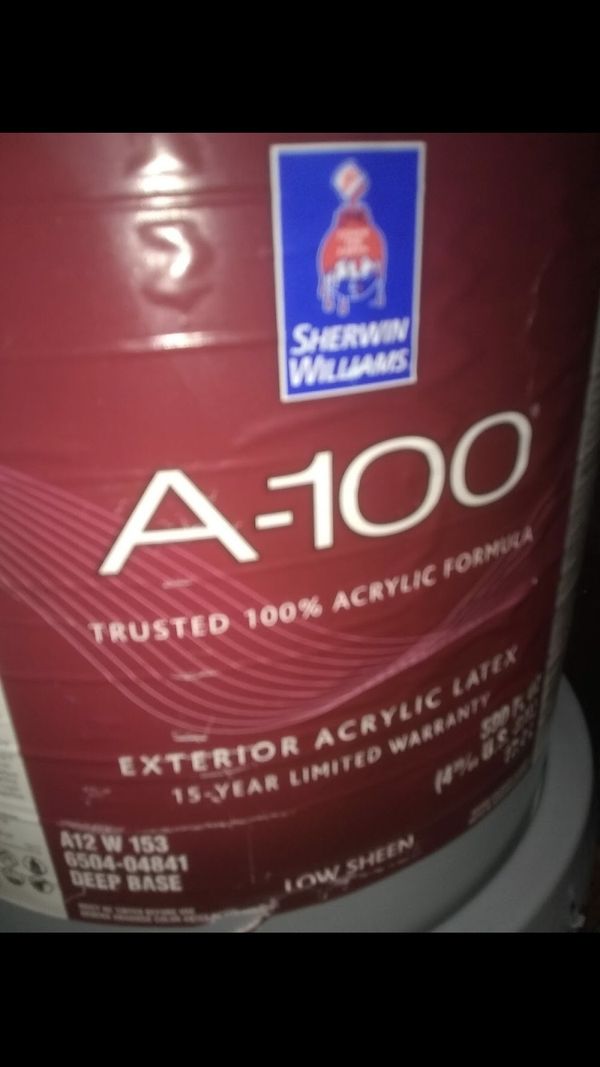 SHERWIN
WILLIAMS
A-100
TRUSTED 100% ACRYLIC FORMULA
EXTERIOR ACRYLIC LATEX
15-YEAR LIMITED WARRANTY
A12 W 153
6504-04841
DEEP BASE
LOW SHEEN